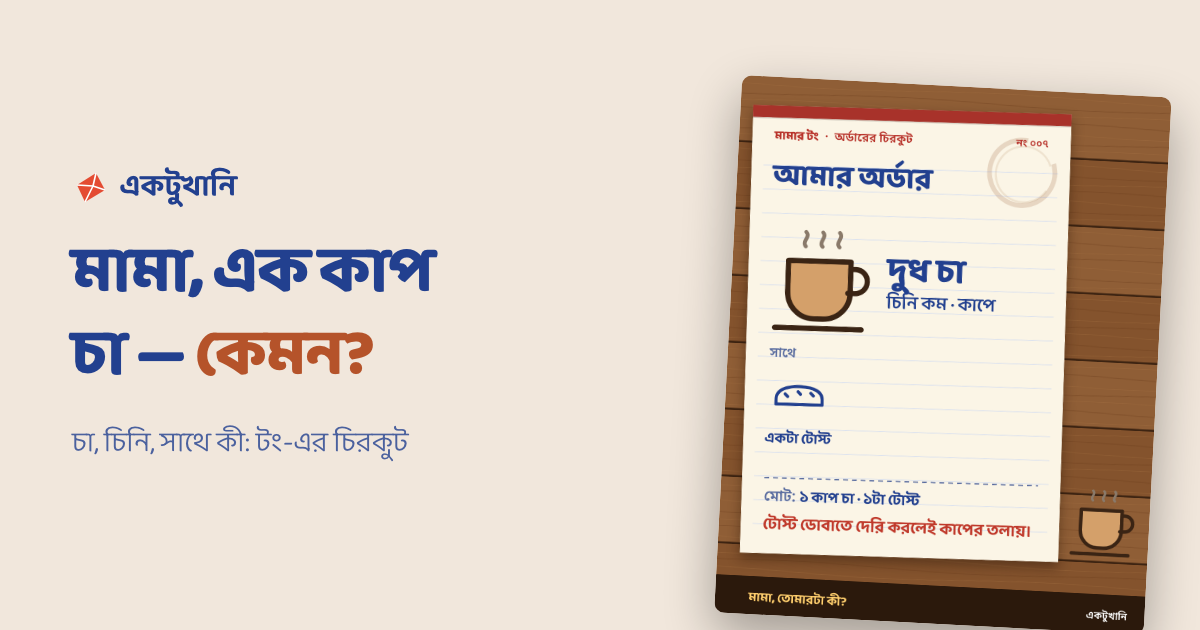 একটুখানি
মামা, এক কাপ
চা — কেমন?
চা, চিনি, সাথে কী: টং-এর চিরকুট
মামার টং · অর্ডারের চিরকুট
নং ০০৭
আমার অর্ডার
দুধ চা
চিনি কম · কাপে
সাথে
একটা টোস্ট
মোট: ১ কাপ চা · ১টা টোস্ট
টোস্ট ডোবাতে দেরি করলেই কাপের তলায়।
মামা, তোমারটা কী?
একটুখানি